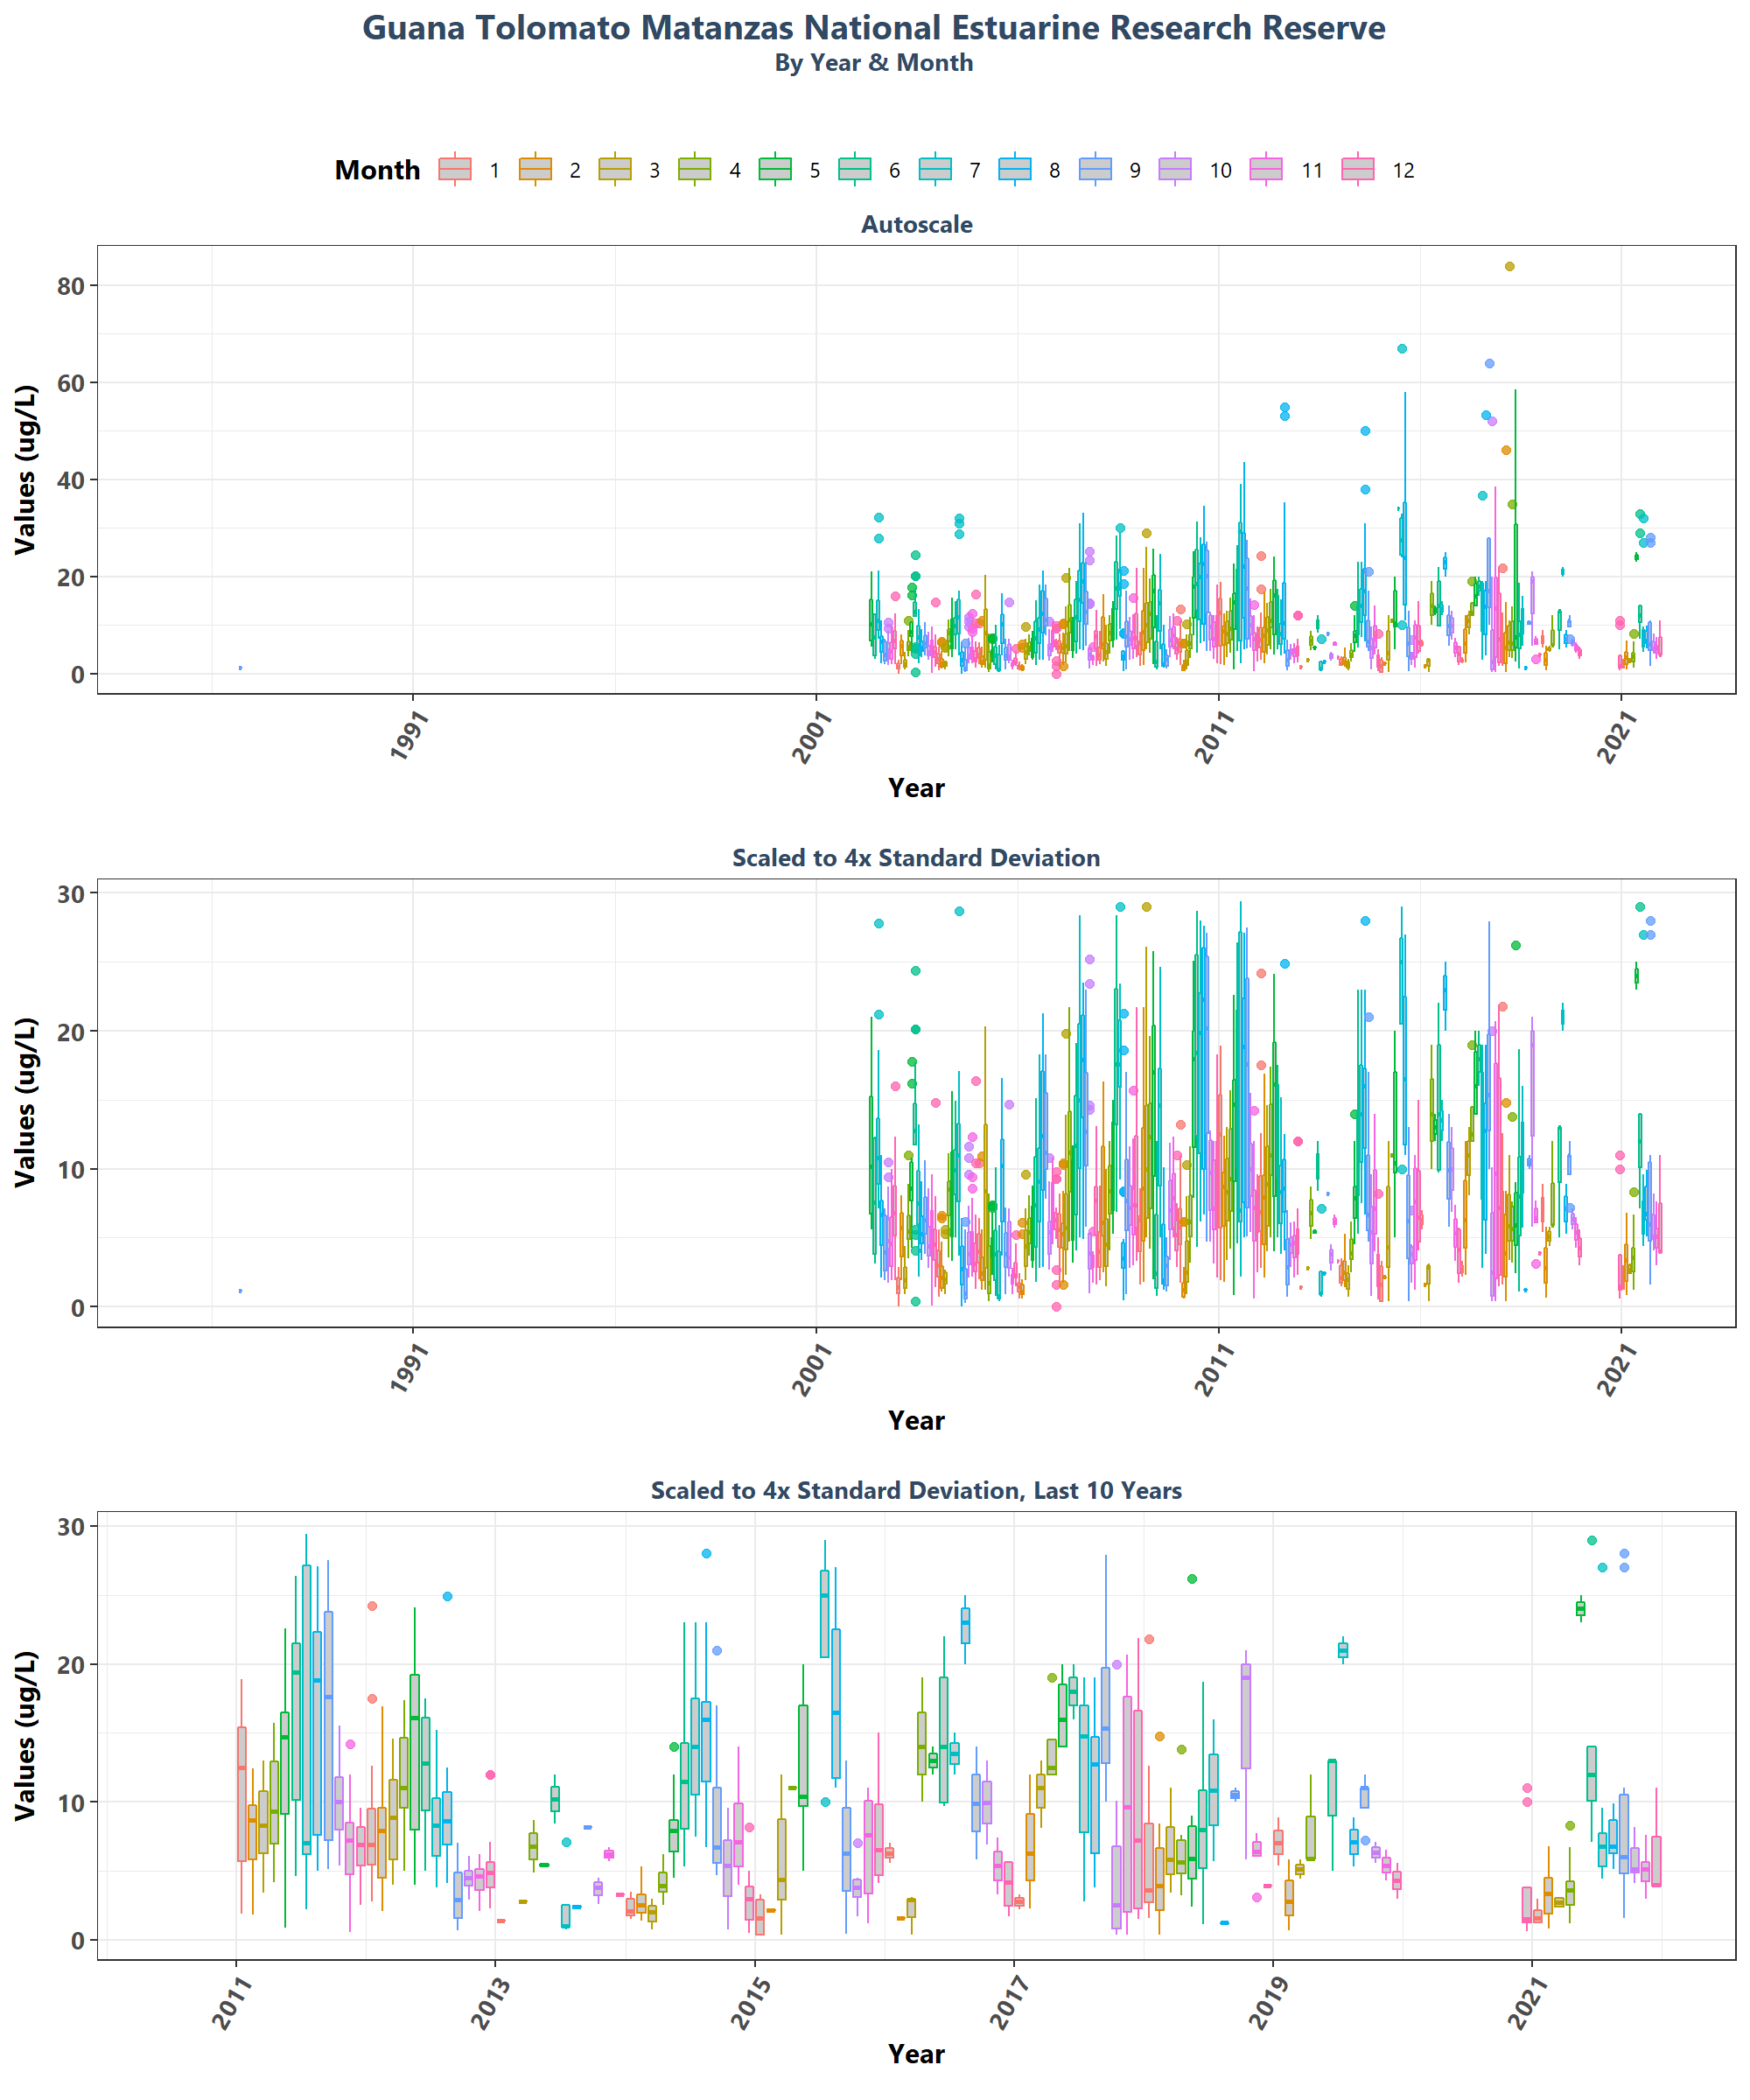 Guana Tolomato Matanzas National Estuarine Research Reserve
By Year & Month
Month 1 2 3 4 5 6 7 8 9 10 11 12
Autoscale
Values (ug/L)
80
60
40
20
0
1991 2001 2011 2021
Year
Scaled to 4x Standard Deviation
Values (ug/L)
30
20
10
0
1991 2001 2011 2021
Year
Scaled to 4x Standard Deviation, Last 10 Years
Values (ug/L)
30
20
10
0
2011 2013 2015 2017 2019 2021
Year